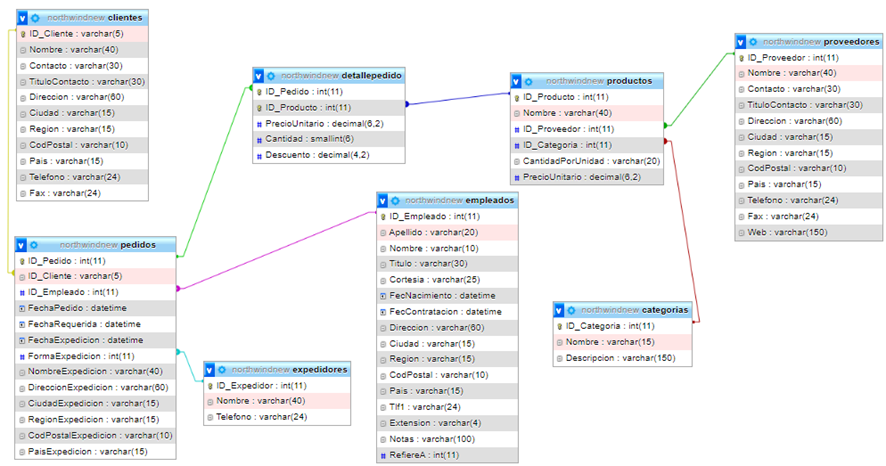 northwindnew clientes
ID_Cliente : varchar(5)
Nombre : varchar(40)
Contacto : varchar(30)
TituloContacto : varchar(30)
Direccion : varchar(60)
Ciudad : varchar(15)
Region : varchar(15)
CodPostal : varchar(10)
Pais : varchar(15)
Telefono : varchar(24)
Fax : varchar(24)
northwindnew detallepedido
ID_Pedido : int(11)
ID_Producto : int(11)
PrecioUnitario : decimal(6,2)
Cantidad : smallint(6)
Descuento : decimal(4,2)
northwindnew productos
ID_Producto : int(11)
Nombre : varchar(40)
ID_Proveedor : int(11)
ID_Categoria : int(11)
CantidadPorUnidad : varchar(20)
PrecioUnitario : decimal(6,2)
northwindnew proveedores
ID_Proveedor : int(11)
Nombre : varchar(40)
Contacto : varchar(30)
TituloContacto : varchar(30)
Direccion : varchar(60)
Ciudad : varchar(15)
Region : varchar(15)
CodPostal : varchar(10)
Pais : varchar(15)
Telefono : varchar(24)
Fax : varchar(24)
Web : varchar(150)
northwindnew pedidos
ID_Pedido : int(11)
ID_Cliente : varchar(5)
ID_Empleado : int(11)
FechaPedido : datetime
FechaRequerida : datetime
FechaExpedicion : datetime
FormaExpedicion : int(11)
NombreExpedicion : varchar(40)
DireccionExpedicion : varchar(60)
CiudadExpedicion : varchar(15)
RegionExpedicion : varchar(15)
CodPostalExpedicion : varchar(10)
PaisExpedicion : varchar(15)
northwindnew expedidores
ID_Expedidor : int(11)
Nombre : varchar(40)
Telefono : varchar(24)
northwindnew empleados
ID_Empleado : int(11)
Apellido : varchar(20)
Nombre : varchar(10)
Titulo : varchar(30)
Cortesia : varchar(25)
FecNacimiento : datetime
FecContratacion : datetime
Direccion : varchar(60)
Ciudad : varchar(15)
Region : varchar(15)
CodPostal : varchar(10)
Pais : varchar(15)
Tlf1 : varchar(24)
Extension : varchar(4)
Notas : varchar(100)
RefiereA : int(11)
northwindnew categorias
ID_Categoria : int(11)
Nombre : varchar(15)
Descripcion : varchar(150)